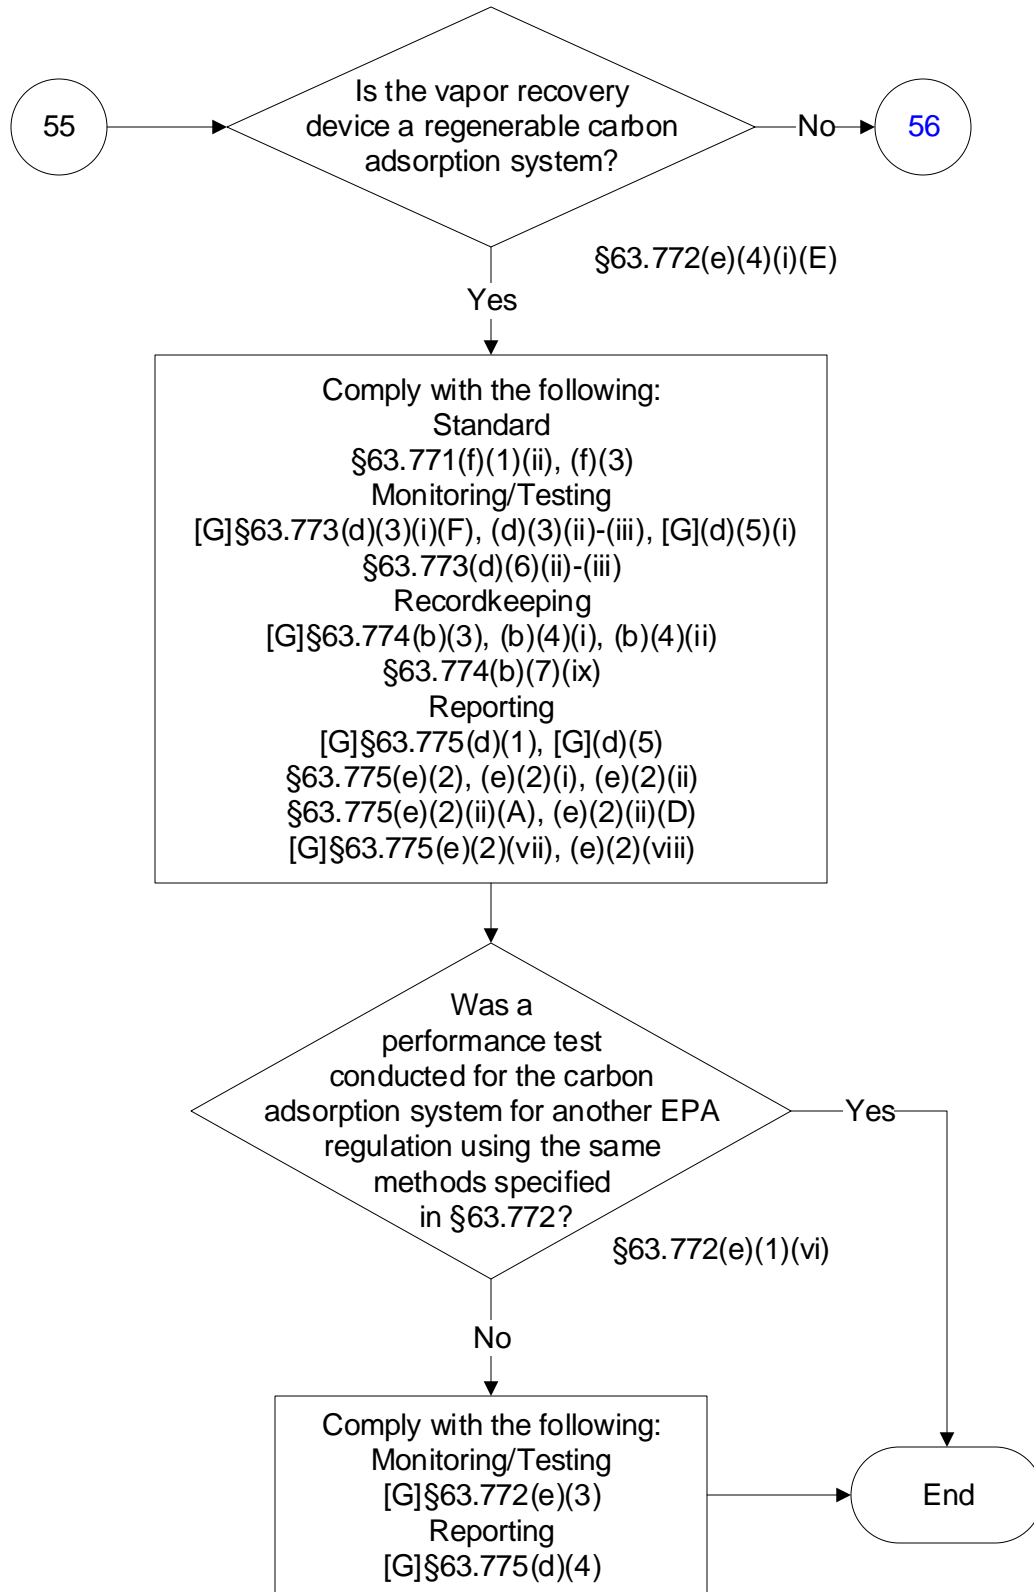 55
Is the vapor recovery
device a regenerable carbon
adsorption system?
No
56
§63.772(e)(4)(i)(E)
Yes
Comply with the following:
Standard
§63.771(f)(1)(ii), (f)(3)
Monitoring/Testing
[G]§63.773(d)(3)(i)(F), (d)(3)(ii)-(iii), [G](d)(5)(i)
§63.773(d)(6)(ii)-(iii)
Recordkeeping
[G]§63.774(b)(3), (b)(4)(i), (b)(4)(ii)
§63.774(b)(7)(ix)
Reporting
[G]§63.775(d)(1), [G](d)(5)
§63.775(e)(2), (e)(2)(i), (e)(2)(ii)
§63.775(e)(2)(ii)(A), (e)(2)(ii)(D)
[G]§63.775(e)(2)(vii), (e)(2)(viii)
Was a
performance test
conducted for the carbon
adsorption system for another EPA
regulation using the same
methods specified
in §63.772?
Yes
§63.772(e)(1)(vi)
No
Comply with the following:
Monitoring/Testing
[G]§63.772(e)(3)
Reporting
[G]§63.775(d)(4)
End